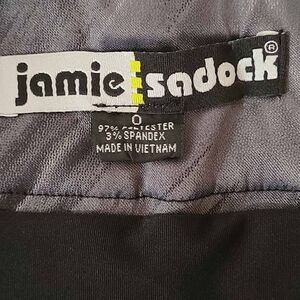 jamie sadock®
0
97% POLYESTER
3% SPANDEX
MADE IN VIETNAM